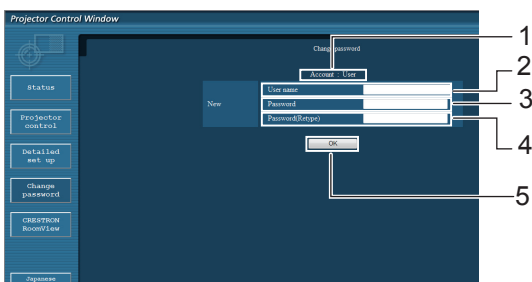 Projector Control Window
Change password
Account : User
New
User name
Password
Password(Retype)
OK
Status
Projector
control
Detailed
set up
Change
password
CRESTRON
RoomView
Japanese
1
2
3
4
5